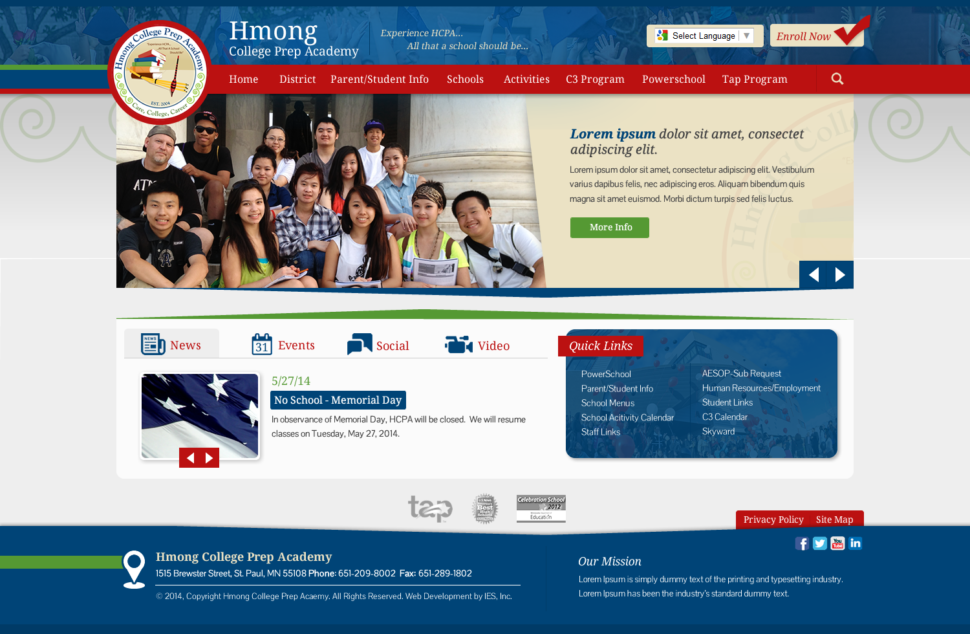 Hmong
College Prep Academy
Experience HCPA...
All that a school should be...
Select Language
Enroll Now
Hmong College Prep Academy
EST. 2004
Care, College, Career
Home District Parent/Student Info Schools Activities C3 Program Powerschool Tap Program
Lorem ipsum dolor sit amet, consectet
adipiscing elit.
Lorem ipsum dolor sit amet, consectetur adipiscing elit. Vestibulum
varius dapibus felis, nec adipiscing eros. Aliquam bibendum quis
magna sit amet euismod. Morbi dictum turpis sed felis luctus.
More Info
News 31 Events Social Video
5/27/14
No School - Memorial Day
In observance of Memorial Day, HCPA will be closed. We will resume
classes on Tuesday, May 27, 2014.
Quick Links
PowerSchool
Parent/Student Info
School Menus
School Acitivity Calendar
Staff Links
AESOP-Sub Request
Human Resources/Employment
Student Links
C3 Calendar
Skyward
tap
Best
Celebration School
2012
Education
Privacy Policy Site Map
Hmong College Prep Academy
1515 Brewster Street, St. Paul, MN 55108 Phone: 651-209-8002 Fax: 651-289-1802
© 2014, Copyright Hmong College Prep Acaemy. All Rights Reserved. Web Development by IES, Inc.
Our Mission
Lorem Ipsum is simply dummy text of the printing and typesetting industry.
Lorem Ipsum has been the industry's standard dummy text.